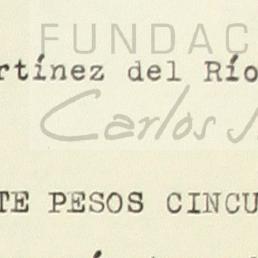 FUNDAC
rtínez del Río
Carlos
TE PESOS CINCU